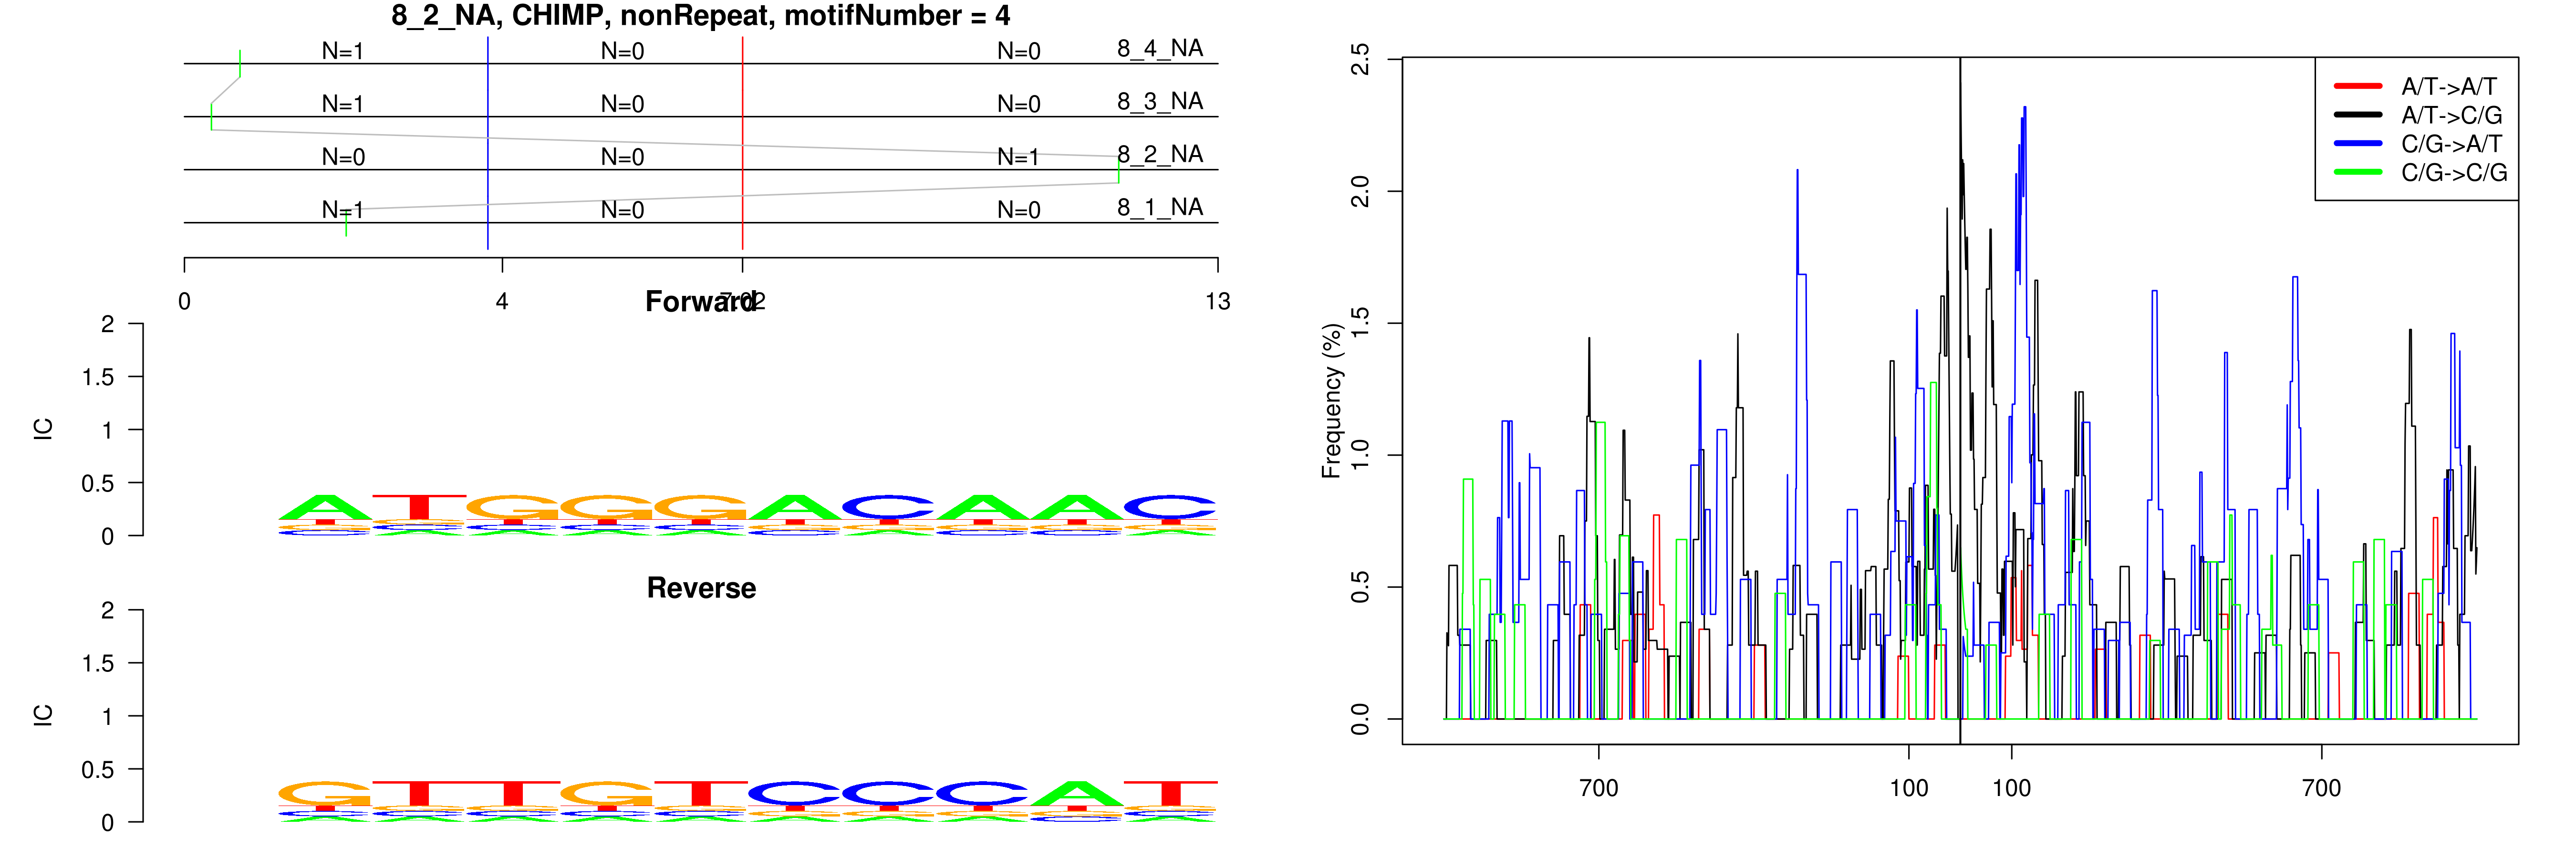 8_2_NA, CHIMP, nonRepeat, motifNumber = 4
N=1 N=0 N=0 8_4_NA
N=1 N=0 N=0 8_3_NA
N=0 N=0 N=1 8_2_NA
N=1 N=0 N=0 8_1_NA
0 4 7.02 13
Forward
2
1.5
1
0.5
0
IC
ATGGGACAAC
Reverse
2
1.5
1
0.5
0
IC
GTTGTCCCAT
2.5
2.0
1.5
1.0
0.5
0.0
Frequency (%)
A/T->A/T
A/T->C/G
C/G->A/T
C/G->C/G
700 100 100 700